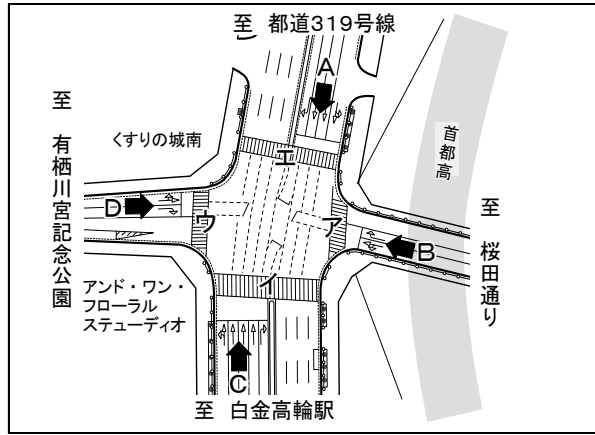 至 都道319号線
A
至 有栖川宮記念公園
くすりの城南
エ
首都高
至 桜田通り
D
ウ
ア
B
アンド・ワン・
フローラル
ステューディオ
イ
C
至 白金高輪駅